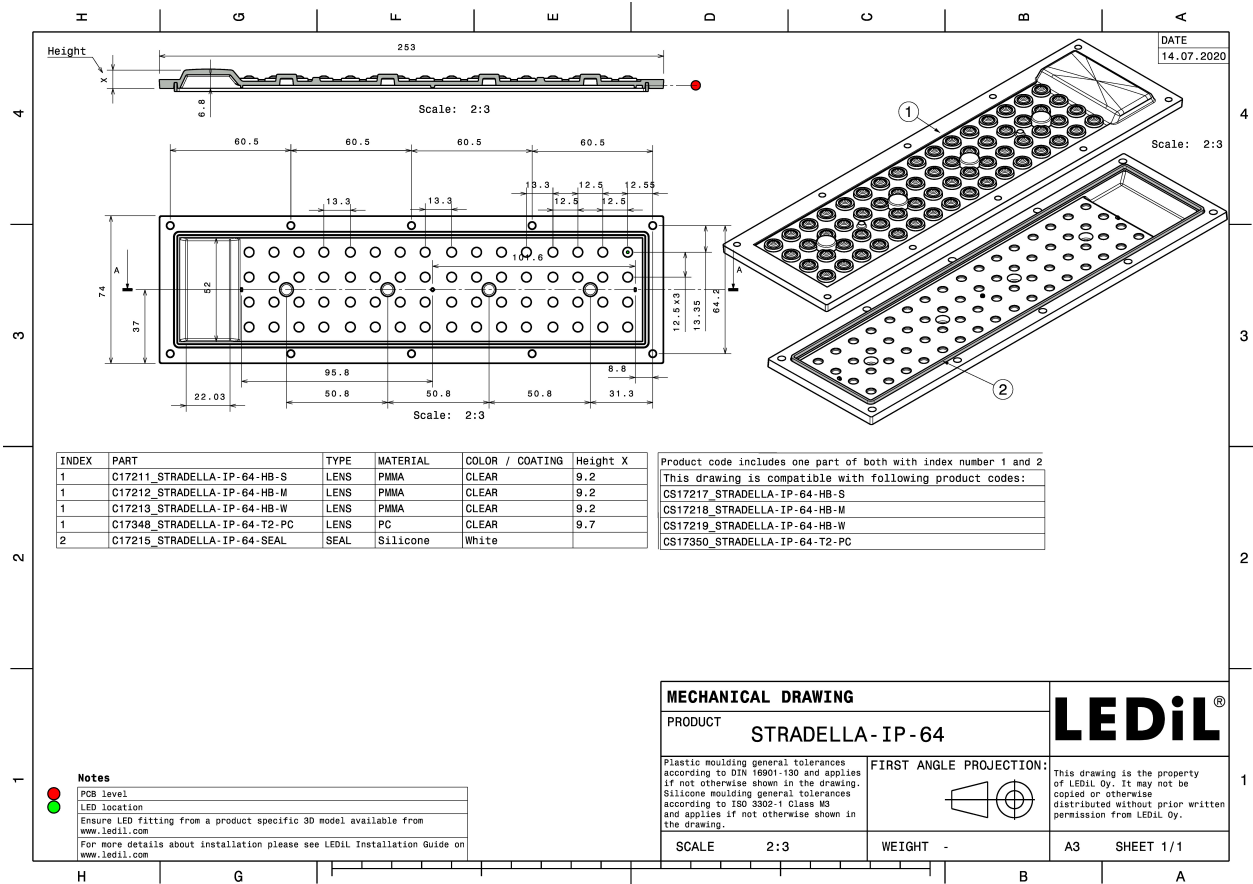 H G F E D C B A
DATE
14.07.2020
Height
253
X
6.8
Scale: 2:3
4
4
1
Scale: 2:3
60.5 60.5 60.5 60.5
13.3 12.5 12.55
13.3 13.3 12.5 12.5
101.6
A
A
74
52
37
12.5x3
13.35
64.2
3
3
95.8
8.8
22.03
50.8 50.8 50.8 31.3
Scale: 2:3
2
INDEX PART TYPE MATERIAL COLOR / COATING Height X
1 C17211_STRADELLA-IP-64-HB-S LENS PMMA CLEAR 9.2
1 C17212_STRADELLA-IP-64-HB-M LENS PMMA CLEAR 9.2
1 C17213_STRADELLA-IP-64-HB-W LENS PMMA CLEAR 9.2
1 C17348_STRADELLA-IP-64-T2-PC LENS PC CLEAR 9.7
2 C17215_STRADELLA-IP-64-SEAL SEAL Silicone White
Product code includes one part of both with index number 1 and 2
This drawing is compatible with following product codes:
CS17217_STRADELLA-IP-64-HB-S
CS17218_STRADELLA-IP-64-HB-M
CS17219_STRADELLA-IP-64-HB-W
CS17350_STRADELLA-IP-64-T2-PC
2
2
MECHANICAL DRAWING
PRODUCT
STRADELLA-IP-64
LEDiL®
Plastic moulding general tolerances
according to DIN 16901-130 and applies
if not otherwise shown in the drawing.
Silicone moulding general tolerances
according to ISO 3302-1 Class M3
and applies if not otherwise shown in
the drawing.
FIRST ANGLE PROJECTION:
This drawing is the property
of LEDiL Oy. It may not be
copied or otherwise
distributed without prior written
permission from LEDiL Oy.
1
1
Notes
PCB level
LED location
Ensure LED fitting from a product specific 3D model available from
www.ledil.com
For more details about installation please see LEDiL Installation Guide on
www.ledil.com
SCALE 2:3
WEIGHT -
A3 SHEET 1/1
H G B A